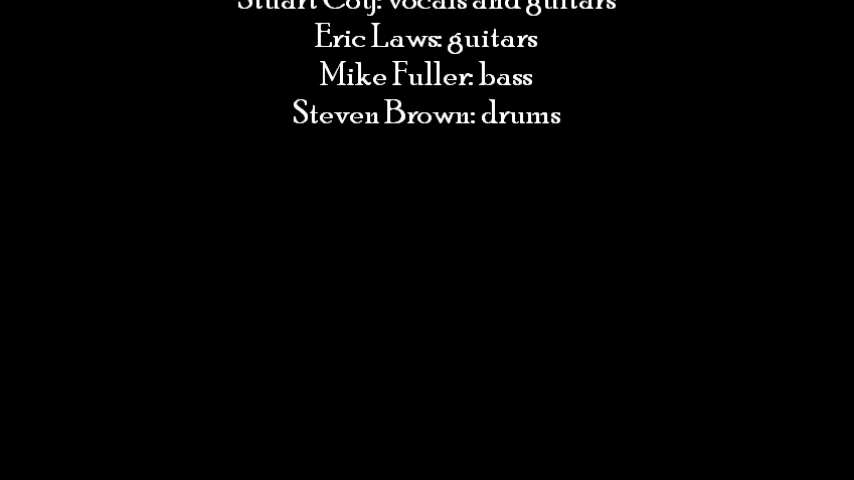 Stuart Coy: vocals and guitars
Eric Laws: guitars
Mike Fuller: bass
Steven Brown: drums